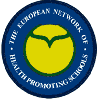 THE EUROPEAN NETWORK OF
HEALTH PROMOTING SCHOOLS